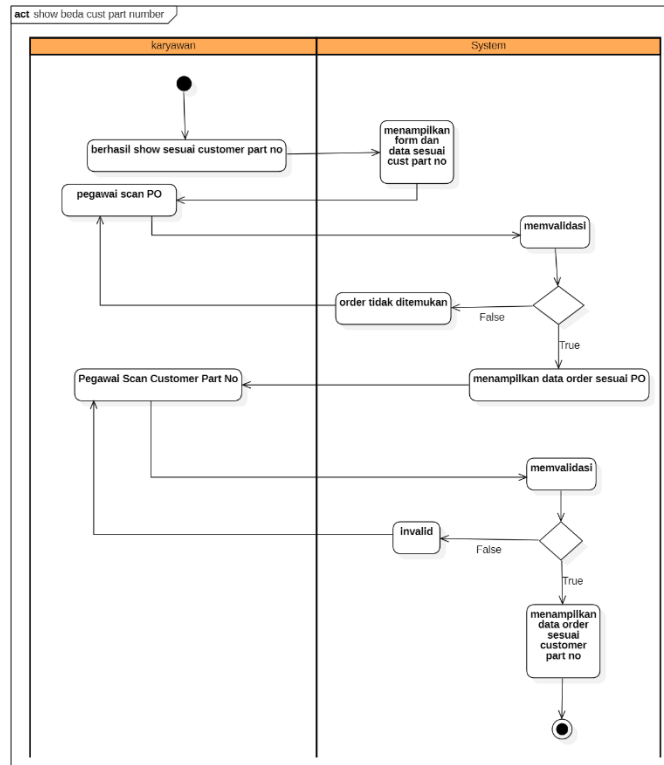 act show beda cust part number
karyawan
System
berhasil show sesuai customer part no
menampilkan
form dan
data sesuai
cust part no
pegawai scan PO
memvalidasi
order tidak ditemukan
False
True
Pegawai Scan Customer Part No
menampilkan data order sesuai PO
memvalidasi
invalid
False
True
menampilkan
data order
sesuai
customer
part no